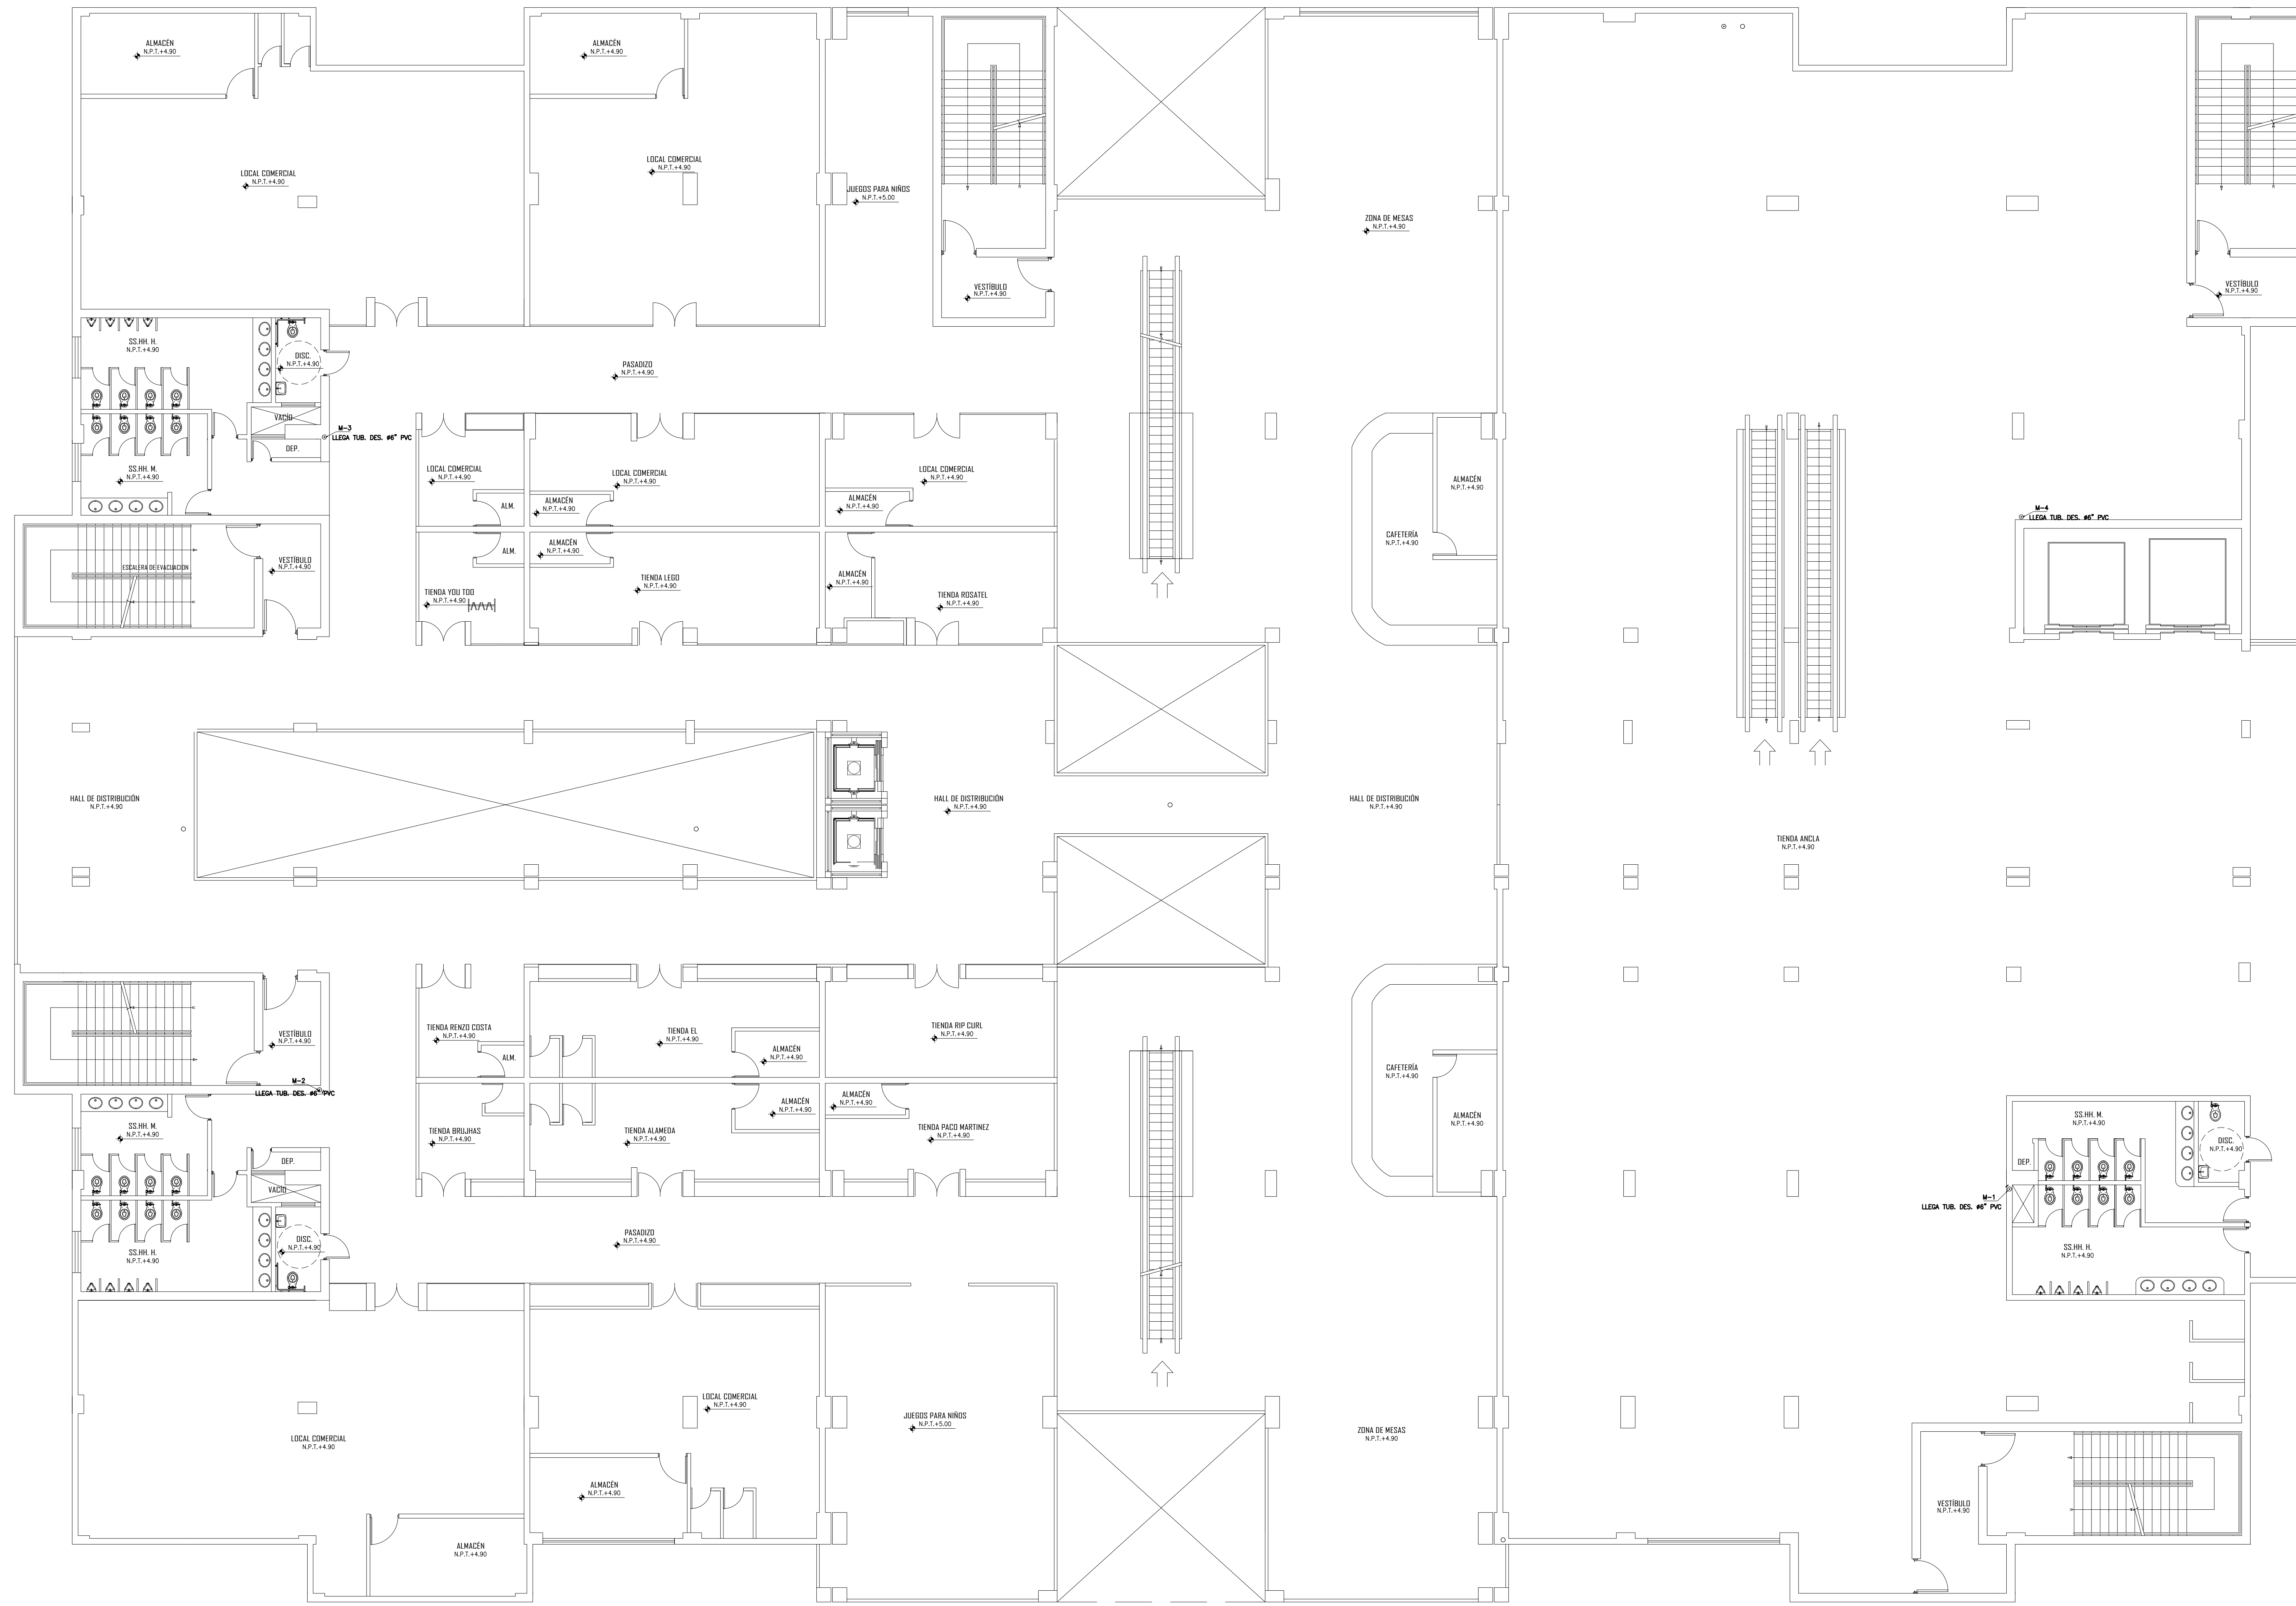 ALMACÉN
N.P.T.+4.90
ALMACÉN
N.P.T.+4.90
LOCAL COMERCIAL
N.P.T.+4.90
LOCAL COMERCIAL
N.P.T.+4.90
JUEGOS PARA NIÑOS
N.P.T.+5.00
ZONA DE MESAS
N.P.T.+4.90
VESTÍBULO
N.P.T.+4.90
VESTÍBULO
N.P.T.+4.90
SS.HH. H.
N.P.T.+4.90
DISC.
N.P.T.+4.90
PASADIZO
N.P.T.+4.90
VACÍO
M-3
LLEGA TUB. DES. ø6" PVC
DEP.
SS.HH. M.
N.P.T.+4.90
LOCAL COMERCIAL
N.P.T.+4.90
LOCAL COMERCIAL
N.P.T.+4.90
LOCAL COMERCIAL
N.P.T.+4.90
ALMACÉN
N.P.T.+4.90
ALM.
ALMACÉN
N.P.T.+4.90
ALMACÉN
N.P.T.+4.90
M-4
LLEGA TUB. DES. ø6" PVC
CAFETERÍA
N.P.T.+4.90
ALM.
ALMACÉN
N.P.T.+4.90
VESTÍBULO
N.P.T.+4.90
ESCALERA DE EVACUACION
TIENDA YOU TOO
N.P.T.+4.90
TIENDA LEGO
N.P.T.+4.90
ALMACÉN
N.P.T.+4.90
TIENDA ROSATEL
N.P.T.+4.90
HALL DE DISTRIBUCIÓN
N.P.T.+4.90
HALL DE DISTRIBUCIÓN
N.P.T.+4.90
HALL DE DISTRIBUCIÓN
N.P.T.+4.90
TIENDA ANCLA
N.P.T.+4.90
VESTÍBULO
N.P.T.+4.90
TIENDA RENZO COSTA
N.P.T.+4.90
TIENDA EL
N.P.T.+4.90
TIENDA RIP CURL
N.P.T.+4.90
ALM.
ALMACÉN
N.P.T.+4.90
CAFETERÍA
N.P.T.+4.90
M-2
LLEGA TUB. DES. ø6" PVC
ALMACÉN
N.P.T.+4.90
ALMACÉN
N.P.T.+4.90
ALMACÉN
N.P.T.+4.90
SS.HH. M.
N.P.T.+4.90
TIENDA BRUJHAS
N.P.T.+4.90
TIENDA ALAMEDA
N.P.T.+4.90
TIENDA PACO MARTINEZ
N.P.T.+4.90
SS.HH. M.
N.P.T.+4.90
DISC.
N.P.T.+4.90
DEP.
DEP.
VACÍO
M-1
LLEGA TUB. DES. ø6" PVC
PASADIZO
N.P.T.+4.90
DISC.
N.P.T.+4.90
SS.HH. H.
N.P.T.+4.90
SS.HH. H.
N.P.T.+4.90
LOCAL COMERCIAL
N.P.T.+4.90
JUEGOS PARA NIÑOS
N.P.T.+5.00
ZONA DE MESAS
N.P.T.+4.90
LOCAL COMERCIAL
N.P.T.+4.90
ALMACÉN
N.P.T.+4.90
VESTÍBULO
N.P.T.+4.90
ALMACÉN
N.P.T.+4.90